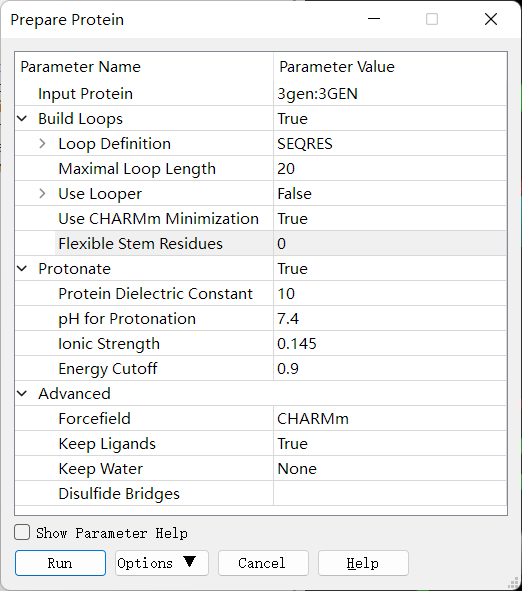 Prepare Protein
Parameter Name Parameter Value
Input Protein 3gen:3GEN
Build Loops True
Loop Definition SEQRES
Maximal Loop Length 20
Use Looper False
Use CHARMm Minimization True
Flexible Stem Residues 0
Protonate True
Protein Dielectric Constant 10
pH for Protonation 7.4
Ionic Strength 0.145
Energy Cutoff 0.9
Advanced
Forcefield CHARMm
Keep Ligands True
Keep Water None
Disulfide Bridges
Show Parameter Help
Run Options ▼ Cancel Help